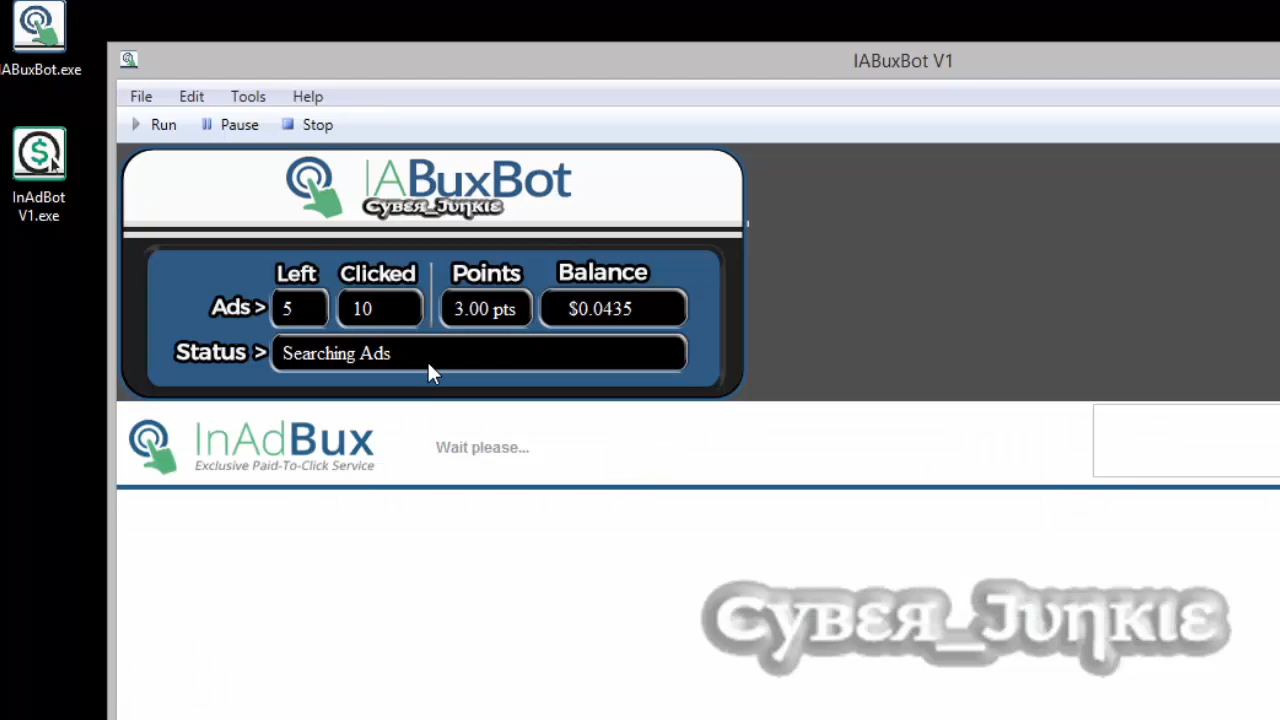 IABuxBot.exe
InAdBot
V1.exe
IABuxBot V1
File Edit Tools Help
Run Pause Stop
IABuxBot
Cyber_Junkie
Left Clicked Points Balance
Ads > 5 10 3.00 pts $0.0435
Status > Searching Ads
InAdBux
Exclusive Paid-To-Click Service
Wait please...
CYBEЯ_JUηKIE